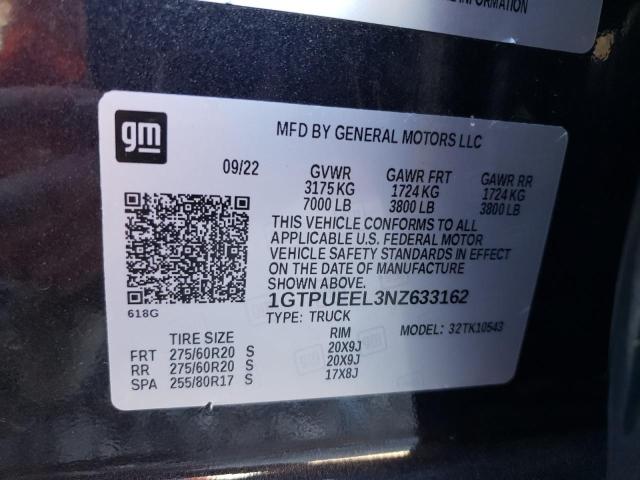 INFORMATION
gm
MFD BY GENERAL MOTORS LLC
09/22 GVWR GAWR FRT GAWR RR
3175 KG 1724 KG 1724 KG
7000 LB 3800 LB 3800 LB
THIS VEHICLE CONFORMS TO ALL
APPLICABLE U.S. FEDERAL MOTOR
VEHICLE SAFETY STANDARDS IN EFFECT
ON THE DATE OF MANUFACTURE
1GTPUEEL3NZ633162
618G TYPE: TRUCK MODEL: 32TK10543
TIRE SIZE RIM
FRT 275/60R20 S 20X9J
RR 275/60R20 S 20X9J
SPA 255/80R17 S 17X8J